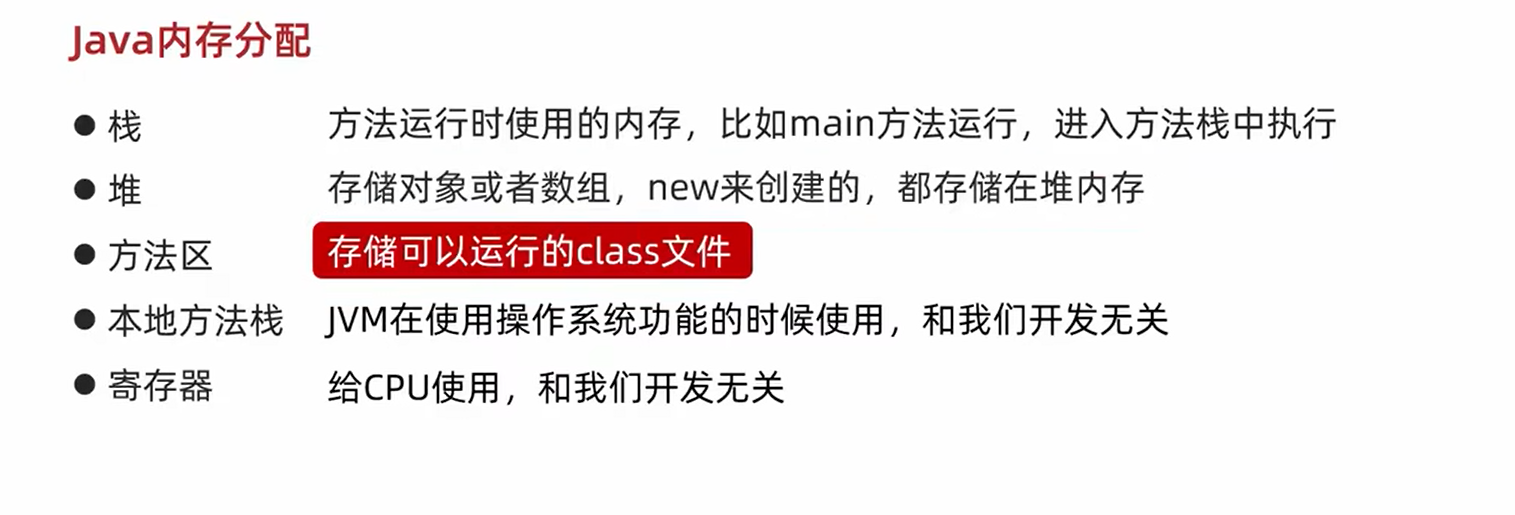 Java内存分配
● 栈 方法运行时使用的内存，比如main方法运行，进入方法栈中执行
● 堆 存储对象或者数组，new来创建的，都存储在堆内存
● 方法区 存储可以运行的class文件
● 本地方法栈 JVM在使用操作系统功能的时候使用，和我们开发无关
● 寄存器 给CPU使用，和我们开发无关